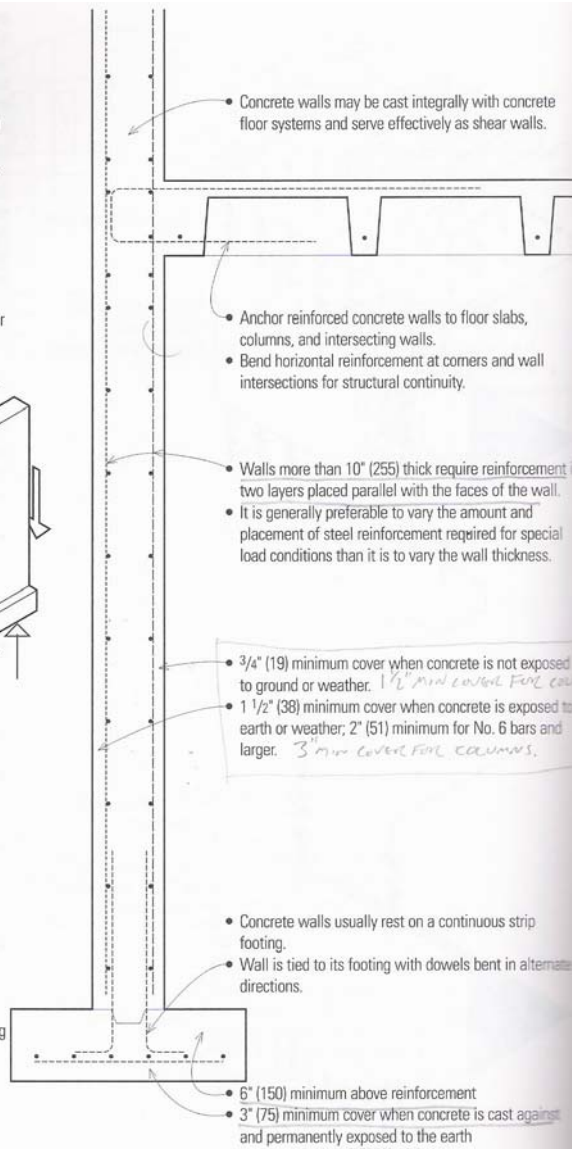 • Concrete walls may be cast integrally with concrete
floor systems and serve effectively as shear walls.
r
• Anchor reinforced concrete walls to floor slabs,
columns, and intersecting walls.
• Bend horizontal reinforcement at corners and wall
intersections for structural continuity.
• Walls more than 10" (255) thick require reinforcement
two layers placed parallel with the faces of the wall.
• It is generally preferable to vary the amount and
placement of steel reinforcement required for special
load conditions than it is to vary the wall thickness.
• 3/4" (19) minimum cover when concrete is not exposed
to ground or weather. 1 1/2" MIN COVER FOR COL
• 1 1/2" (38) minimum cover when concrete is exposed to
earth or weather; 2" (51) minimum for No. 6 bars and
larger. 3" MIN COVER FOR COLUMNS.
• Concrete walls usually rest on a continuous strip
footing.
• Wall is tied to its footing with dowels bent in alternate
directions.
g
• 6" (150) minimum above reinforcement
• 3" (75) minimum cover when concrete is cast against
and permanently exposed to the earth